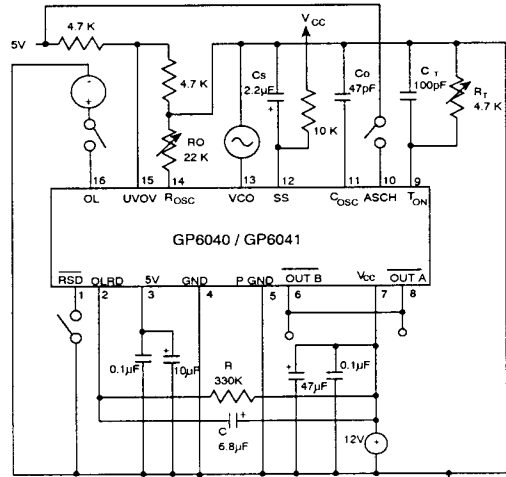 4.7 K
5V
V CC
4.7 K
Cs
2.2µF
Co
47pF
C T
100pF
R T
4.7 K
RO
22 K
10 K
16
15
14
13
12
11
10
9
OL
UVOV
ROSC
VCO
SS
COSC
ASCH
TON
GP6040 / GP6041
RSD
OLRD
5V
GND
P GND
OUT B
VCC
OUT A
1
2
3
4
5
6
7
8
0.1µF
10µF
R
330K
47µF
0.1µF
C
6.8µF
12V